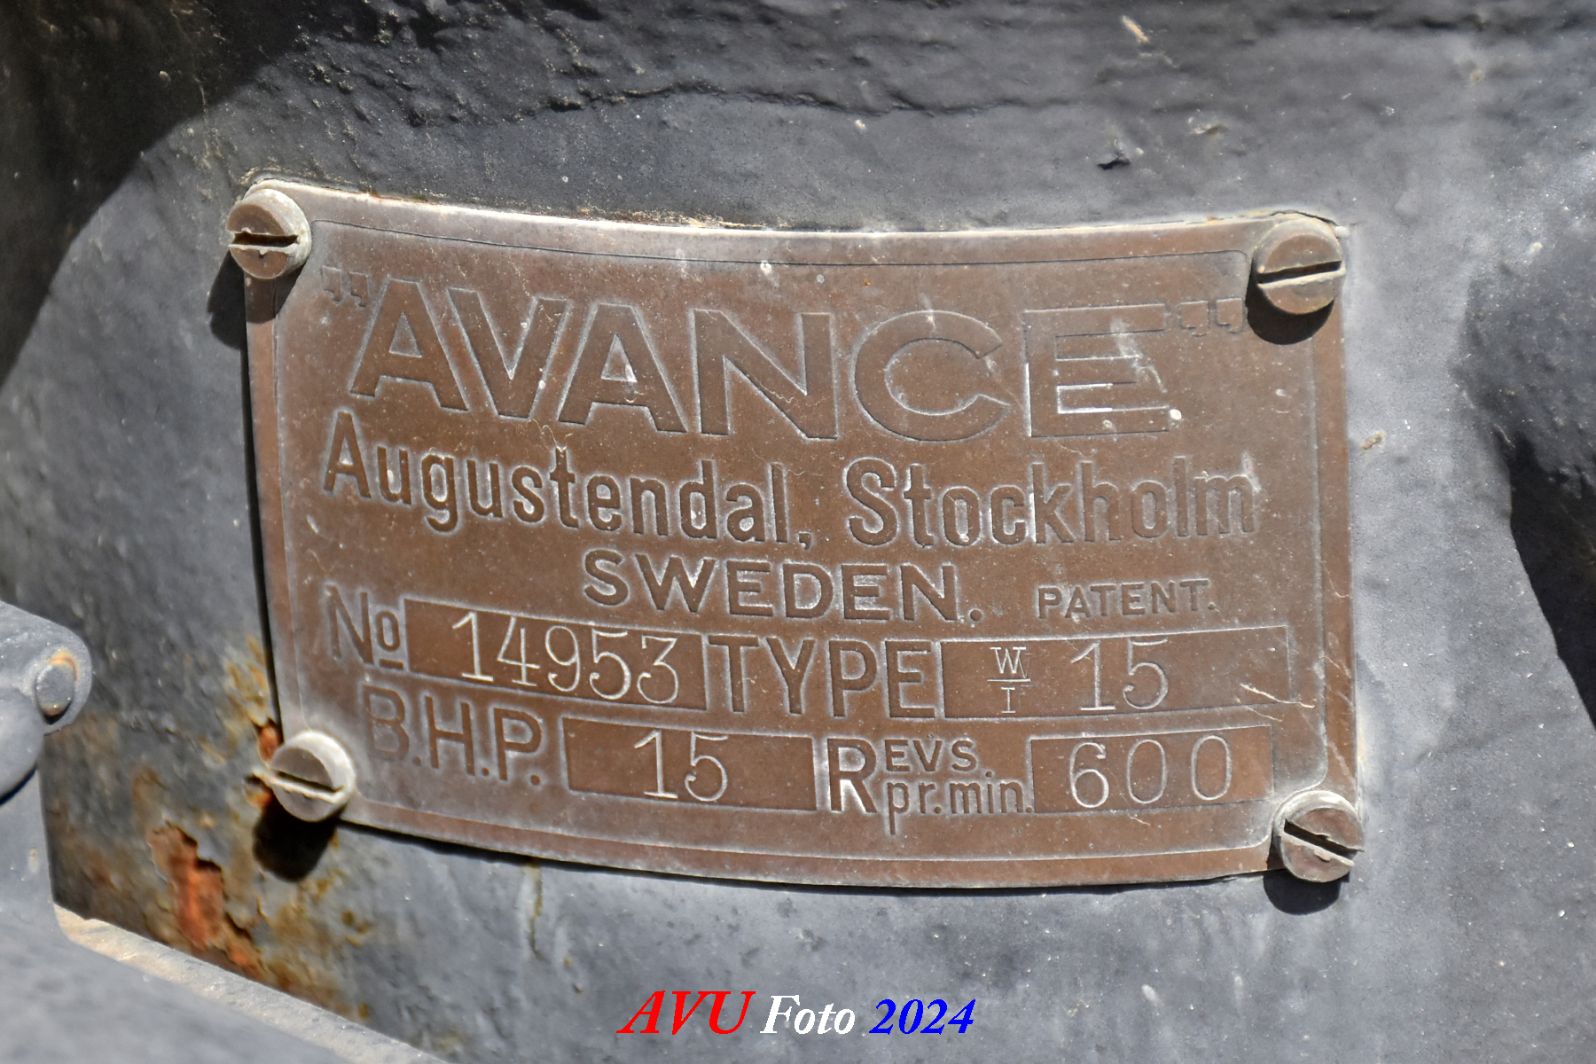 "AVANCE"
Augustendal, Stockholm
SWEDEN. PATENT.
No 14953 TYPE W/I 15
B.H.P. 15 REVS. pr.min. 600
AVU Foto 2024